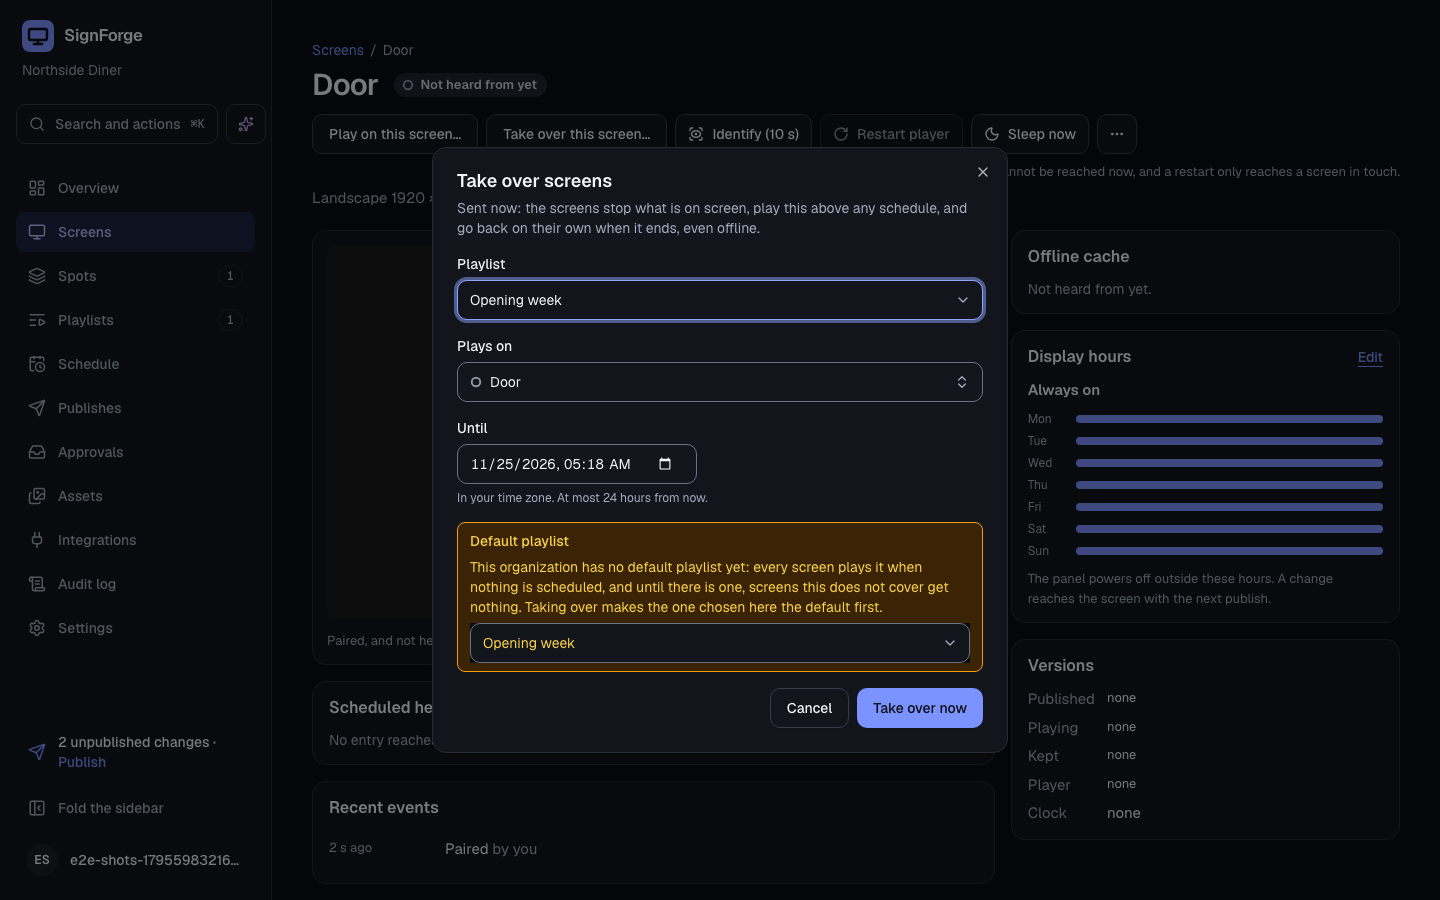 SignForge
Northside Diner
Search and actions ⌘K
Overview
Screens
Spots 1
Playlists 1
Schedule
Publishes
Approvals
Assets
Integrations
Audit log
Settings
2 unpublished changes ·
Publish
Fold the sidebar
ES e2e-shots-17955983216...
Screens / Door
Door Not heard from yet
Play on this screen... Take over this screen... Identify (10 s) Restart player Sleep now
be reached now, and a restart only reaches a screen in touch.
Landscape 1920
Take over screens
Sent now: the screens stop what is on screen, play this above any schedule, and
go back on their own when it ends, even offline.
Playlist
Opening week
Plays on
Door
Until
11/25/2026, 05:18 AM
In your time zone. At most 24 hours from now.
Default playlist
This organization has no default playlist yet: every screen plays it when
nothing is scheduled, and until there is one, screens this does not cover get
nothing. Taking over makes the one chosen here the default first.
Opening week
Cancel Take over now
Paired, and not
Scheduled
No entry
Recent events
2 s ago Paired by you
Offline cache
Not heard from yet.
Display hours Edit
Always on
Mon
Tue
Wed
Thu
Fri
Sat
Sun
The panel powers off outside these hours. A change
reaches the screen with the next publish.
Versions
Published none
Playing none
Kept none
Player none
Clock none